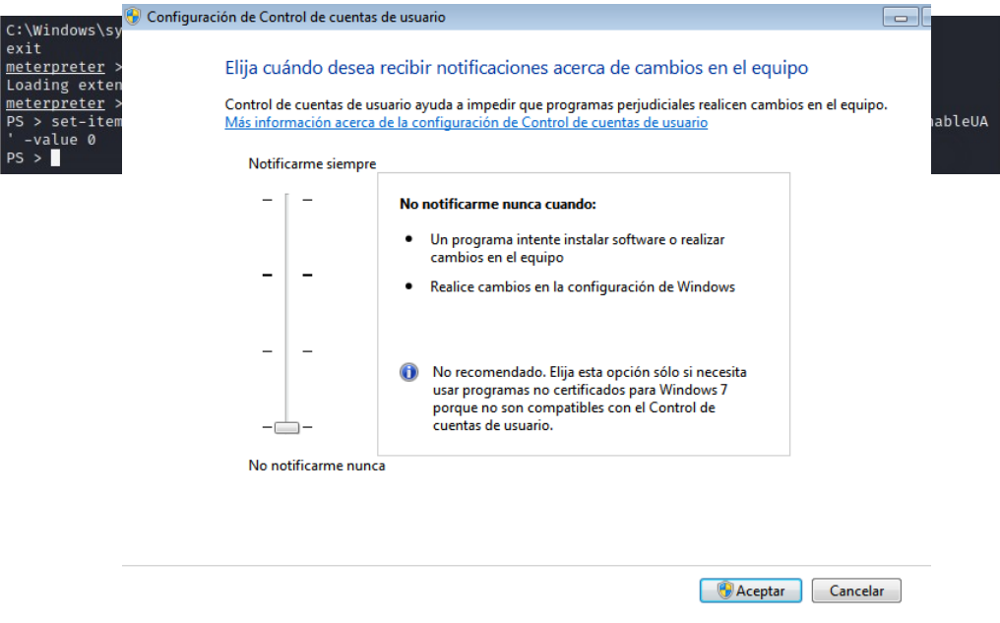 Configuración de Control de cuentas de usuario
C:\Windows\sy
exit
meterpreter >
Loading exten
meterpreter >
PS > set-item
ableUA
' -value 0
PS >
Elija cuándo desea recibir notificaciones acerca de cambios en el equipo
Control de cuentas de usuario ayuda a impedir que programas perjudiciales realicen cambios en el equipo.
Más información acerca de la configuración de Control de cuentas de usuario
Notificarme siempre
No notificarme nunca cuando:
• Un programa intente instalar software o realizar
cambios en el equipo
• Realice cambios en la configuración de Windows
No recomendado. Elija esta opción sólo si necesita
usar programas no certificados para Windows 7
porque no son compatibles con el Control de
cuentas de usuario.
No notificarme nunca
Aceptar
Cancelar